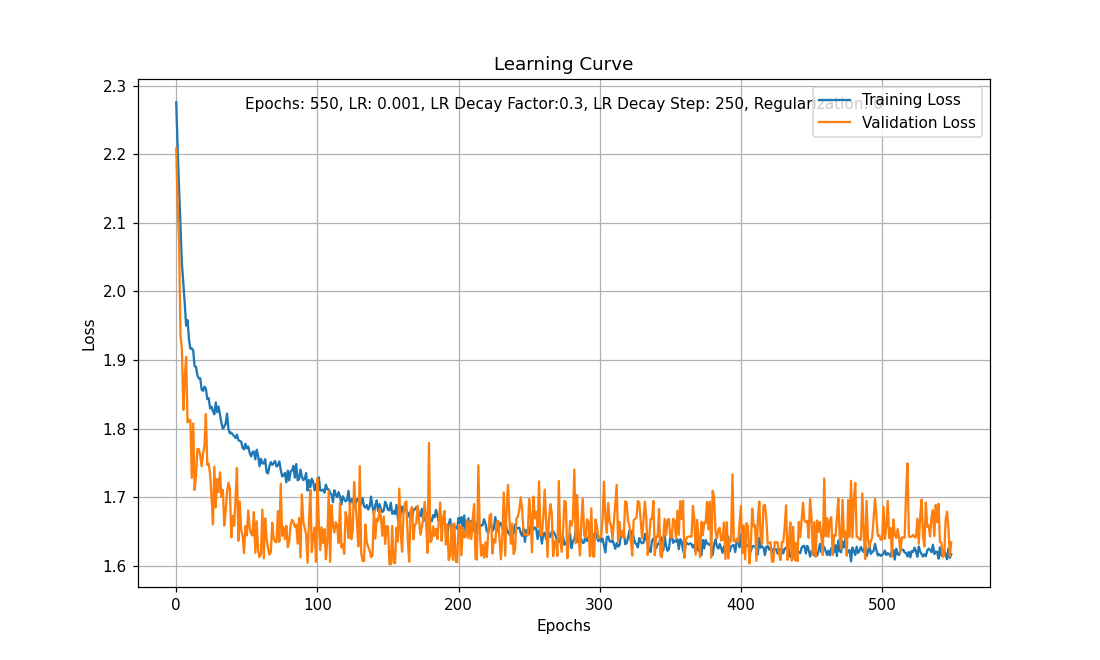 Learning Curve
Epochs: 550, LR: 0.001, LR Decay Factor:0.3, LR Decay Step: 250, Regularization: 0
Training Loss
Validation Loss
2.3
2.2
2.1
2.0
1.9
1.8
1.7
1.6
Loss
0 100 200 300 400 500
Epochs